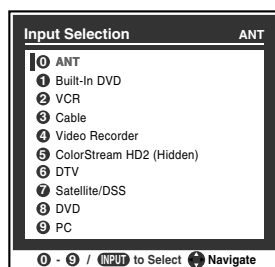 Input Selection ANT
0 ANT
1 Built-In DVD
2 VCR
3 Cable
4 Video Recorder
5 ColorStream HD2 (Hidden)
6 DTV
7 Satellite/DSS
8 DVD
9 PC
0 - 9 / INPUT to Select Navigate